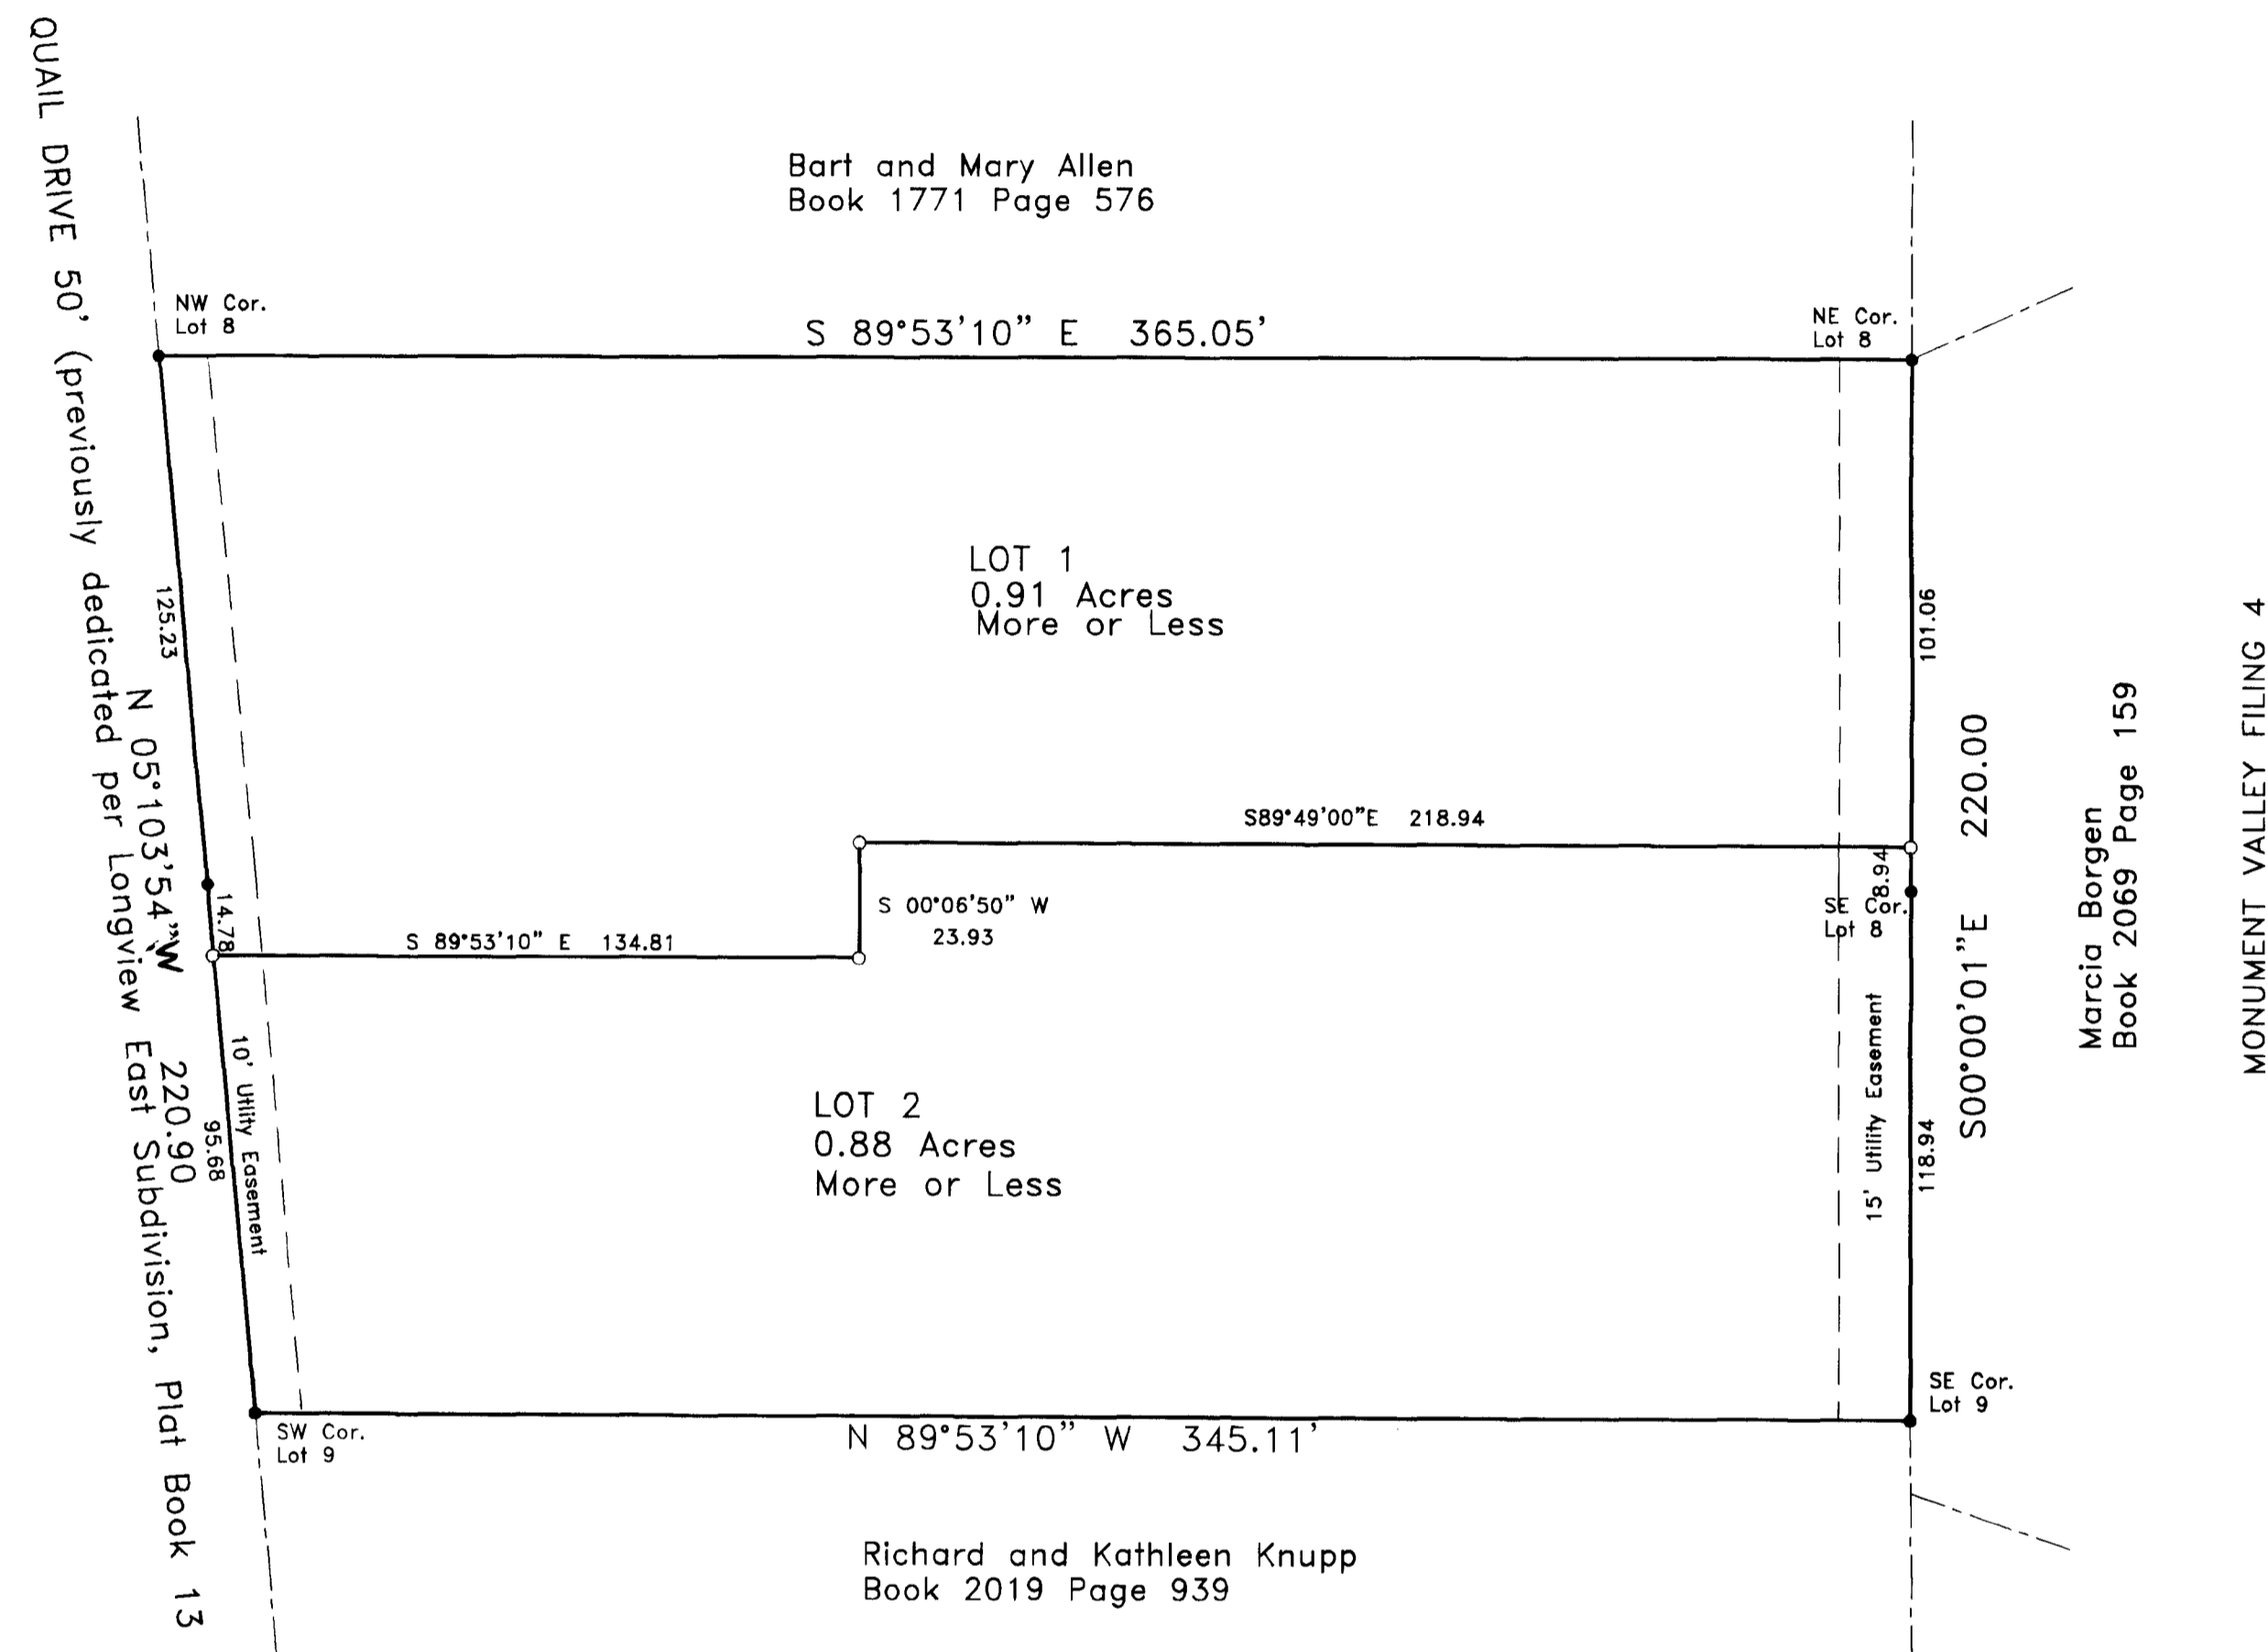 QUAIL DRIVE 50' (previously dedicated per Longview East Subdivision, Plat Book 13
Bart and Mary Allen
Book 1771 Page 576
NW Cor.
Lot 8
S 89°53'10" E 365.05'
NE Cor.
Lot 8
125.23
N 05°103'54"W 220.90
LOT 1
0.91 Acres
More or Less
101.06
S89°49'00"E 218.94
S 00°06'50" W
23.93
14.78
S 89°53'10" E 134.81
8.94
SE Cor.
Lot 8
S00°00'01"E 220.00
Marcia Borgen
Book 2069 Page 159
MONUMENT VALLEY FILING 4
10' Utility Easement
95.68
LOT 2
0.88 Acres
More or Less
15' Utility Easement
118.94
SW Cor.
Lot 9
N 89°53'10" W 345.11'
SE Cor.
Lot 9
Richard and Kathleen Knupp
Book 2019 Page 939